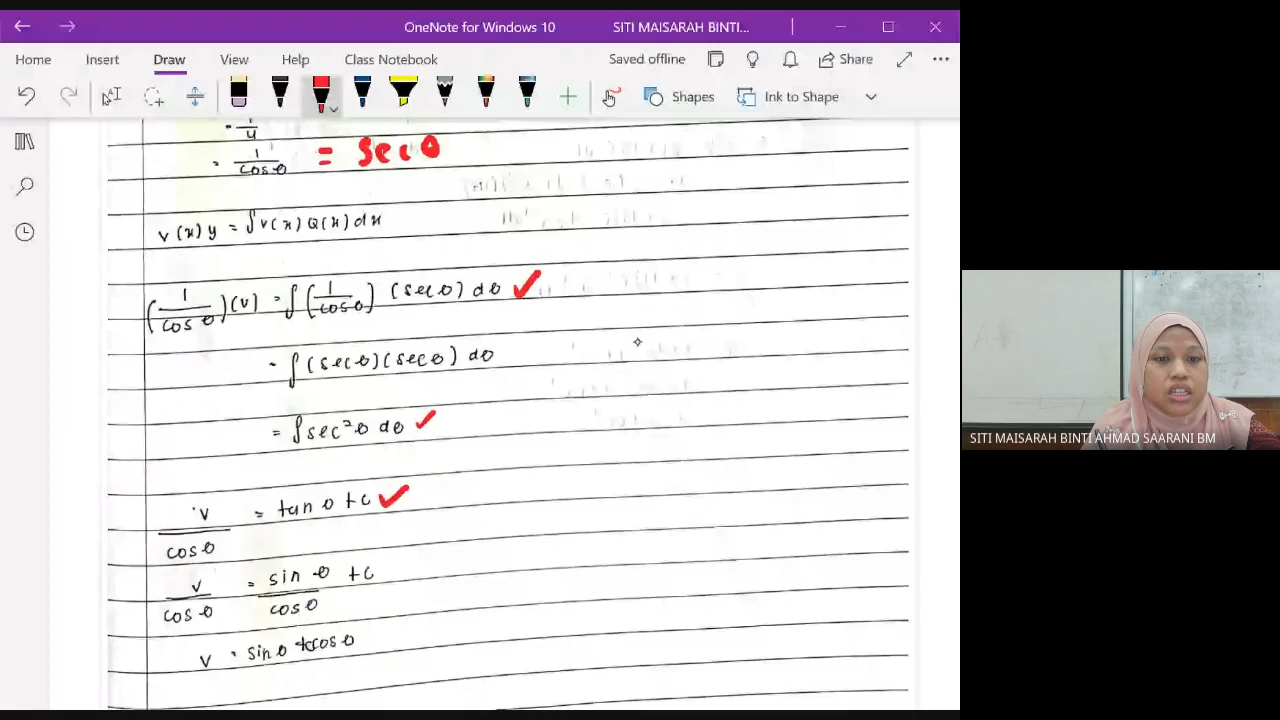 OneNote for Windows 10 SITI MAISARAH BINTI...
Home Insert Draw View Help Class Notebook Saved offline Share
Shapes Ink to Shape
= 1/u
= 1/cos θ = sec θ
v(x) y = ∫ v(x) Q(x) dx
(1/cos θ)(v) = ∫ (1/cos θ) (sec θ) dθ ✓
= ∫ (sec θ)(sec θ) dθ
= ∫ sec² θ dθ ✓
v/cos θ = tan θ + c ✓
v/cos θ = sin θ/cos θ + c
v = sin θ + c cos θ
SITI MAISARAH BINTI AHMAD SAARANI BM